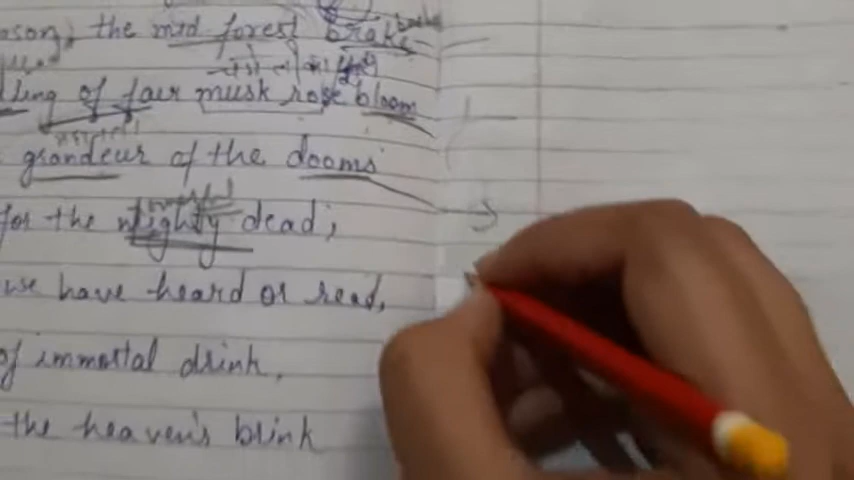 ason, the mid forest brake
ling of fair musk rose bloom
grandeur of the dooms
for the mighty dead;
we have heard or read,
of immortal drink,
the heaven's brink